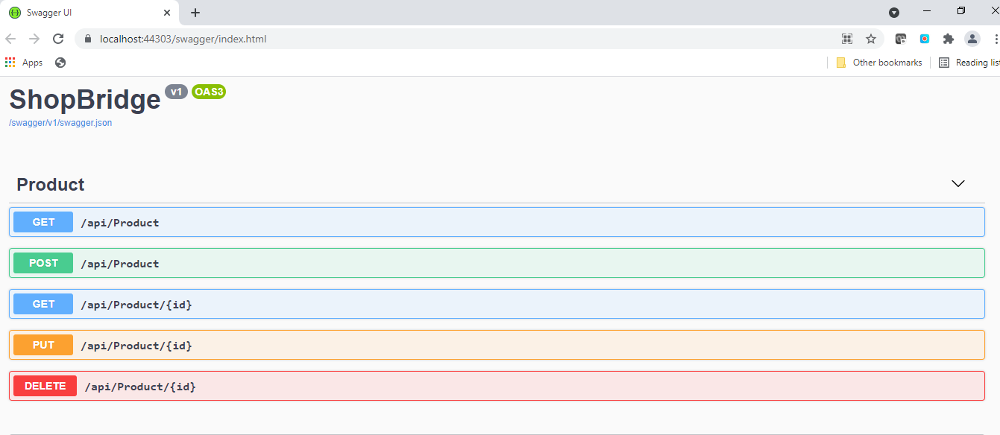 Swagger UI
localhost:44303/swagger/index.html
Apps
Other bookmarks
Reading lis
ShopBridge v1 OAS3
/swagger/v1/swagger.json
Product
GET /api/Product
POST /api/Product
GET /api/Product/{id}
PUT /api/Product/{id}
DELETE /api/Product/{id}